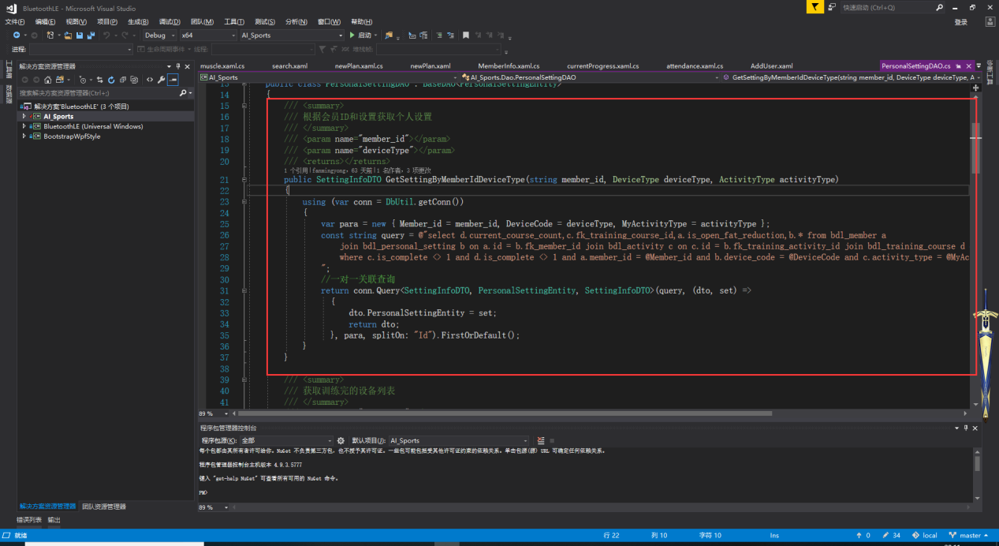 BluetoothLE - Microsoft Visual Studio
快速启动 (Ctrl+Q)
文件(F) 编辑(E) 视图(V) 项目(P) 生成(B) 调试(D) 团队(M) 工具(T) 测试(S) 分析(N) 窗口(W) 帮助(H)
登录
Debug x64 AI_Sports 启动
进程: 生命周期事件 线程: 堆栈帧:
解决方案资源管理器
搜索解决方案资源管理器(Ctrl+;)
解决方案'BluetoothLE' (3 个项目)
AI_Sports
BluetoothLE (Universal Windows)
BootstrapWpfStyle
解决方案资源管理器 团队资源管理器
muscle.xaml.cs search.xaml newPlan.xaml.cs newPlan.xaml MemberInfo.xaml.cs currentProgress.xaml.cs attendance.xaml.cs AddUser.xaml PersonalSettingDAO.cs
AI_Sports AI_Sports.Dao.PersonalSettingDAO GetSettingByMemberIdDeviceType(string member_id, DeviceType deviceType, A
13 public class PersonalSettingDAO : BaseDAO<PersonalSettingEntity>
14 {
15 /// <summary>
16 /// 根据会员ID和设置获取个人设置
17 /// </summary>
18 /// <param name="member_id"></param>
19 /// <param name="deviceType"></param>
20 /// <returns></returns>
1 个引用|fanmingyong，63 天前|1 名作者，3 项更改
21 public SettingInfoDTO GetSettingByMemberIdDeviceType(string member_id, DeviceType deviceType, ActivityType activityType)
22 {
23 using (var conn = DbUtil.getConn())
24 {
25 var para = new { Member_id = member_id, DeviceCode = deviceType, MyActivityType = activityType };
26 const string query = @"select d.current_course_count,c.fk_training_course_id,a.is_open_fat_reduction,b.* from bdl_member a
27 join bdl_personal_setting b on a.id = b.fk_member_id join bdl_activity c on c.id = b.fk_training_activity_id join bdl_training_course d
28 where c.is_complete <> 1 and d.is_complete <> 1 and a.member_id = @Member_id and b.device_code = @DeviceCode and c.activity_type = @MyAc
29 ";
30 //一对一关联查询
31 return conn.Query<SettingInfoDTO, PersonalSettingEntity, SettingInfoDTO>(query, (dto, set) =>
32 {
33 dto.PersonalSettingEntity = set;
34 return dto;
35 }, para, splitOn: "Id").FirstOrDefault();
36 }
37 }
38
39 /// <summary>
40 /// 获取训练完的设备列表
41 /// </summary>
89 %
程序包管理器控制台
程序包源(K): 全部 默认项目(J): AI_Sports
每个包都由其所有者许可给你。NuGet 不负责第三方包，也不授予其许可证。一些包可能包括受其他许可证约束的依赖关系。单击包源(源) URL 可确定任何依赖关系。
程序包管理器控制台主机版本 4.9.3.5777
键入 "get-help NuGet" 可查看所有可用的 NuGet 命令。
PM>
89 %
错误列表 输出
就绪 行 22 列 10 字符 10 Ins 0 34 local master